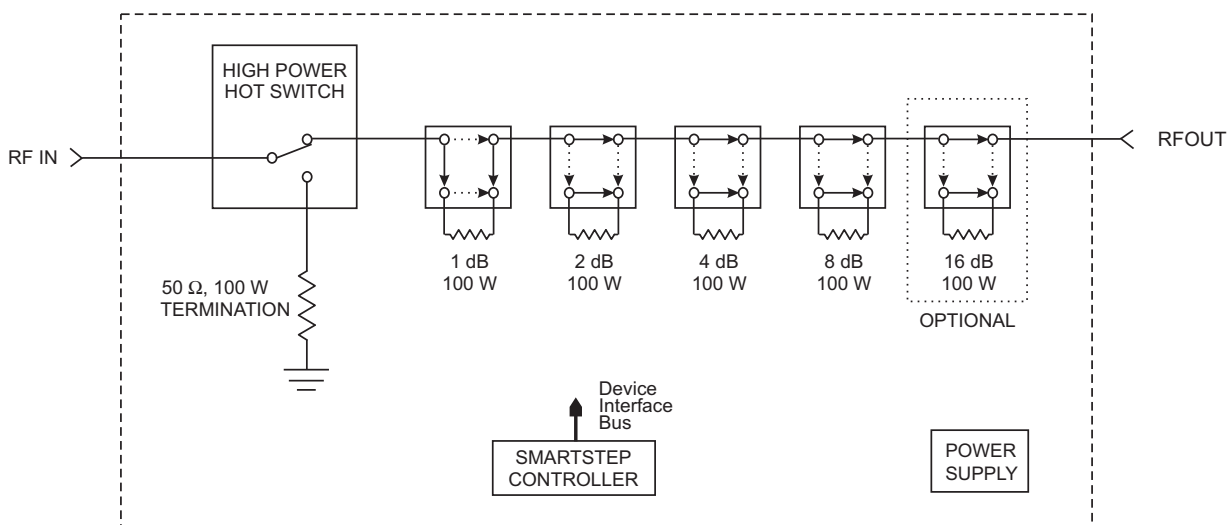 HIGH POWER
HOT SWITCH
RF IN
RFOUT
1 dB
100 W
2 dB
100 W
4 dB
100 W
8 dB
100 W
16 dB
100 W
OPTIONAL
50 Ω, 100 W
TERMINATION
Device
Interface
Bus
SMARTSTEP
CONTROLLER
POWER
SUPPLY